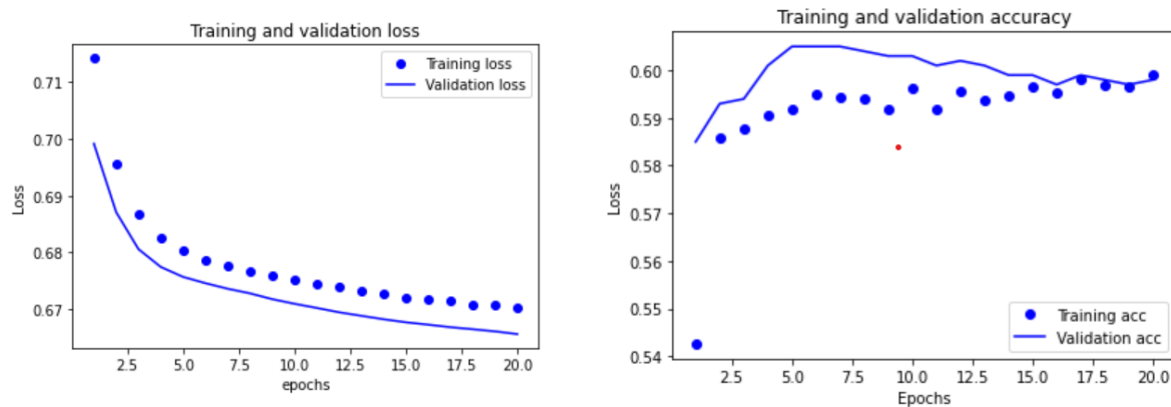 Training and validation loss
Training loss
Validation loss
Loss
0.71
0.70
0.69
0.68
0.67
2.5 5.0 7.5 10.0 12.5 15.0 17.5 20.0
epochs
Training and validation accuracy
Loss
0.60
0.59
0.58
0.57
0.56
0.55
0.54
Training acc
Validation acc
2.5 5.0 7.5 10.0 12.5 15.0 17.5 20.0
Epochs